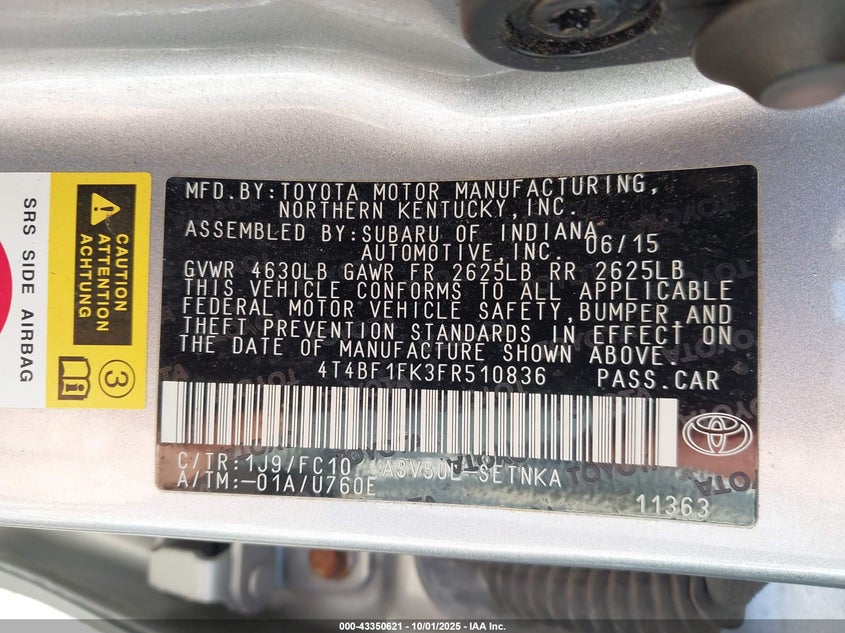 MFD.BY:TOYOTA MOTOR MANUFACTURING,
NORTHERN KENTUCKY,INC.
ASSEMBLED BY:SUBARU OF INDIANA
AUTOMOTIVE,INC. 06/15
GVWR 4630LB GAWR FR 2625LB RR 2625LB
THIS VEHICLE CONFORMS TO ALL APPLICABLE
FEDERAL MOTOR VEHICLE SAFETY,BUMPER AND
THEFT PREVENTION STANDARDS IN EFFECT ON
THE DATE OF MANUFACTURE SHOWN ABOVE.
4T4BF1FK3FR510836 PASS.CAR
C/TR:1J9/FC10 ASV50L-SETNKA
A/TM:-01A/U760E
11363
SRS SIDE AIRBAG
CAUTION
ATTENTION
ACHTUNG
3
000-43350621 - 10/01/2025 - IAA Inc.